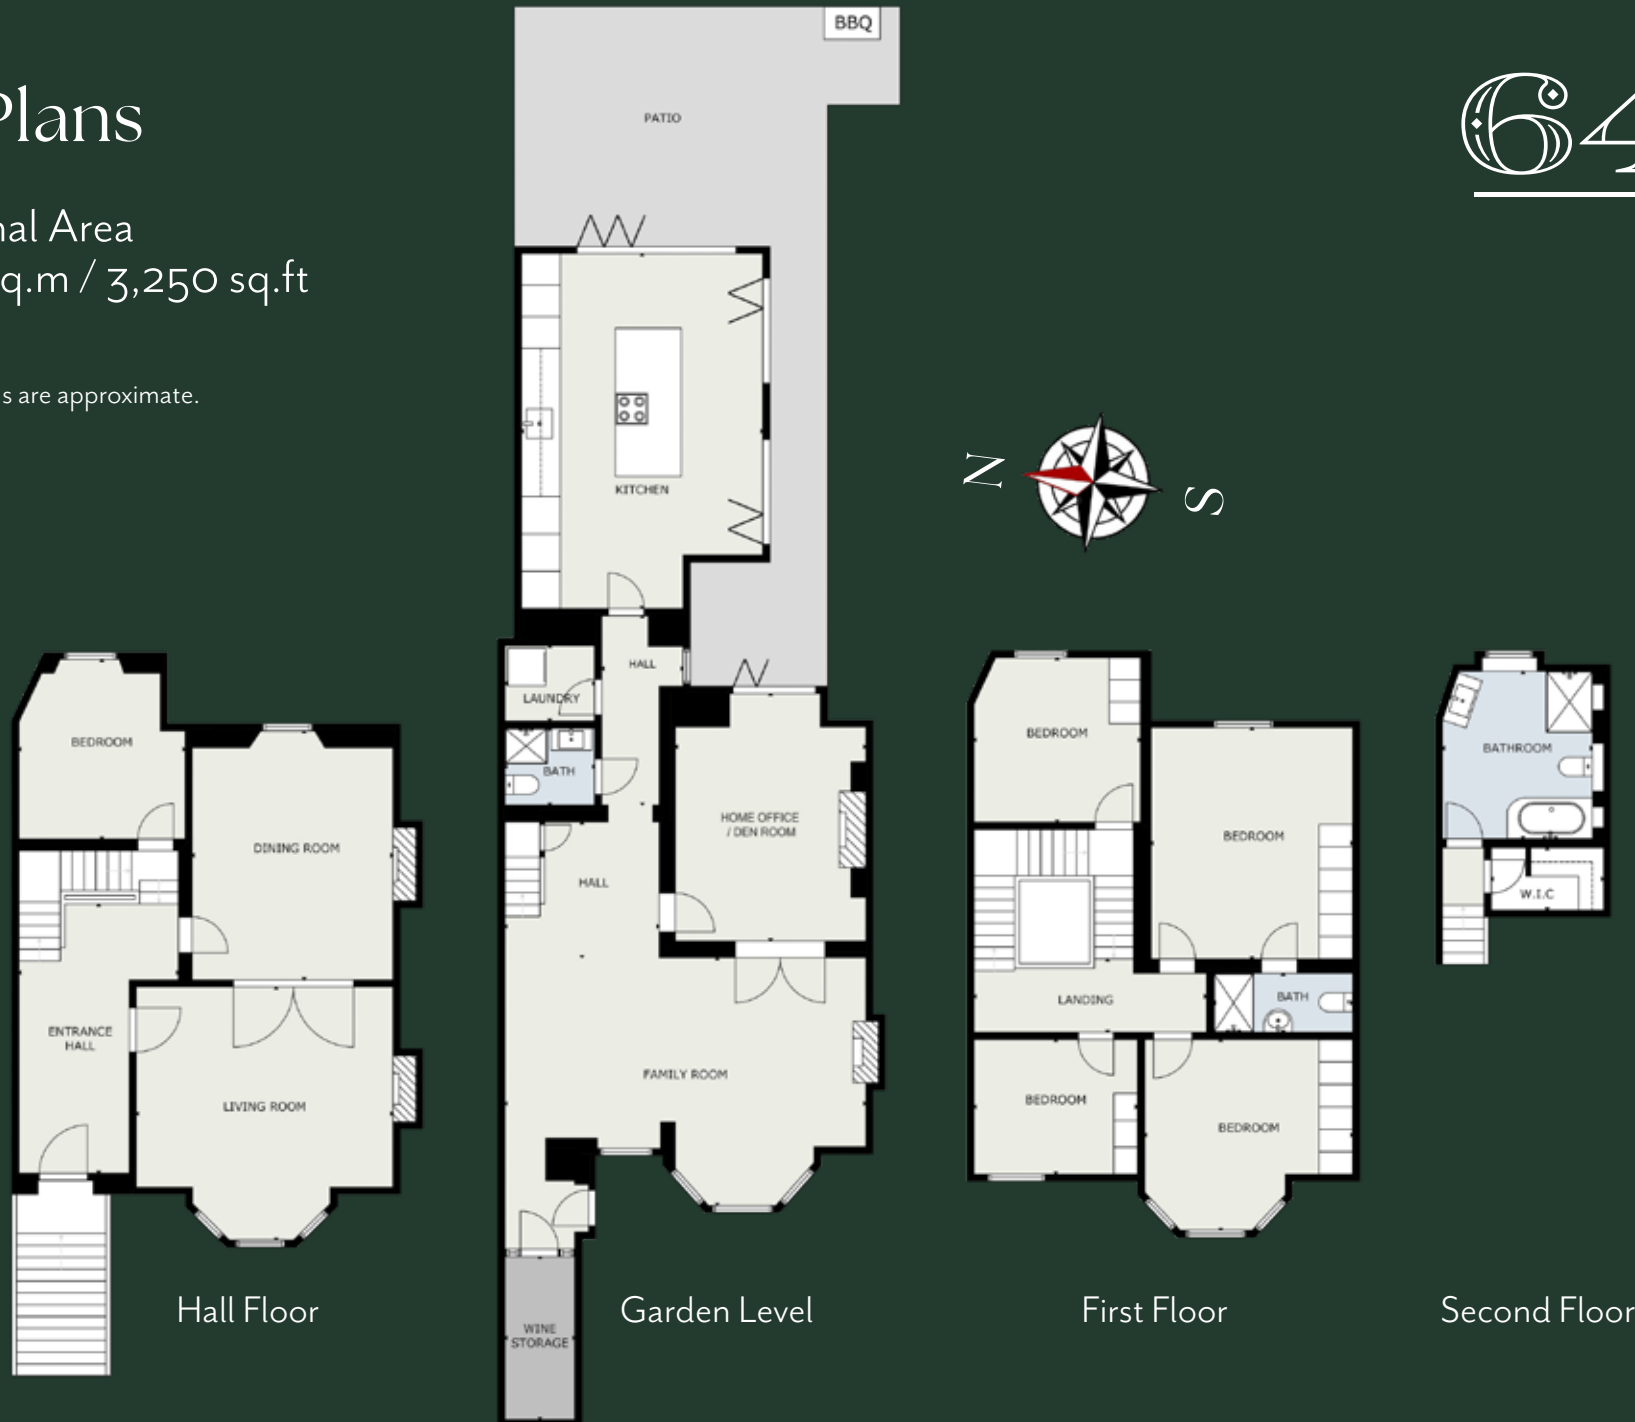 Plans
nal Area
q.m / 3,250 sq.ft
s are approximate.
64
BBQ
PATIO
KITCHEN
N
S
HALL
LAUNDRY
BATH
HOME OFFICE
/ DEN ROOM
HALL
FAMILY ROOM
WINE
STORAGE
Garden Level
BEDROOM
DINING ROOM
ENTRANCE
HALL
LIVING ROOM
Hall Floor
BEDROOM
BEDROOM
LANDING
BATH
BEDROOM
BEDROOM
First Floor
BATHROOM
W.I.C
Second Floor